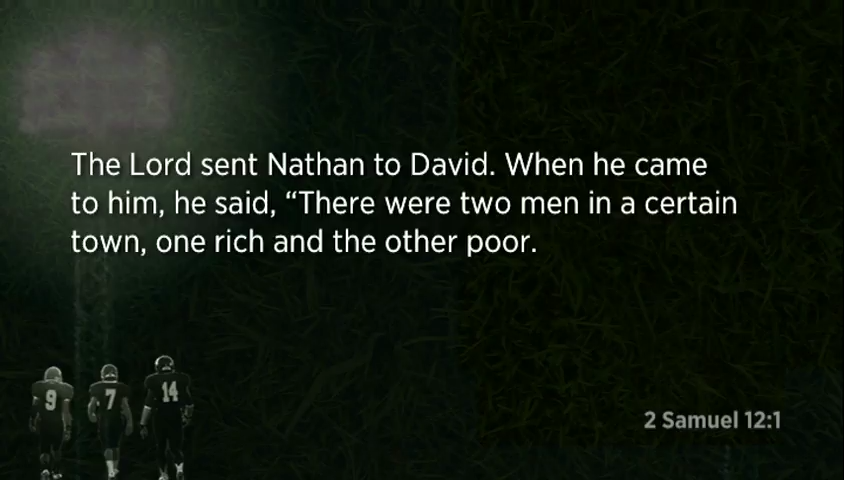 The Lord sent Nathan to David. When he came
to him, he said, “There were two men in a certain
town, one rich and the other poor.
9 7 14
2 Samuel 12:1